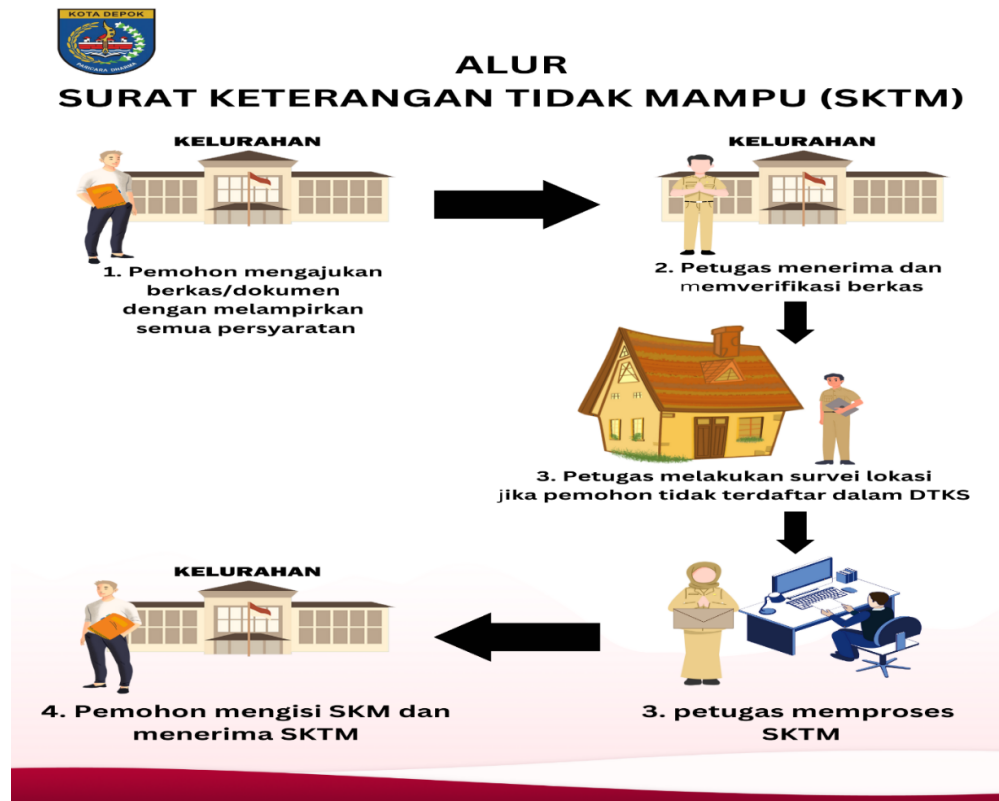 KOTA DEPOK
PARICARA DHARMA
ALUR
SURAT KETERANGAN TIDAK MAMPU (SKTM)
KELURAHAN
1. Pemohon mengajukan
berkas/dokumen
dengan melampirkan
semua persyaratan
KELURAHAN
2. Petugas menerima dan
memverifikasi berkas
3. Petugas melakukan survei lokasi
jika pemohon tidak terdaftar dalam DTKS
3. petugas memproses
SKTM
KELURAHAN
4. Pemohon mengisi SKM dan
menerima SKTM